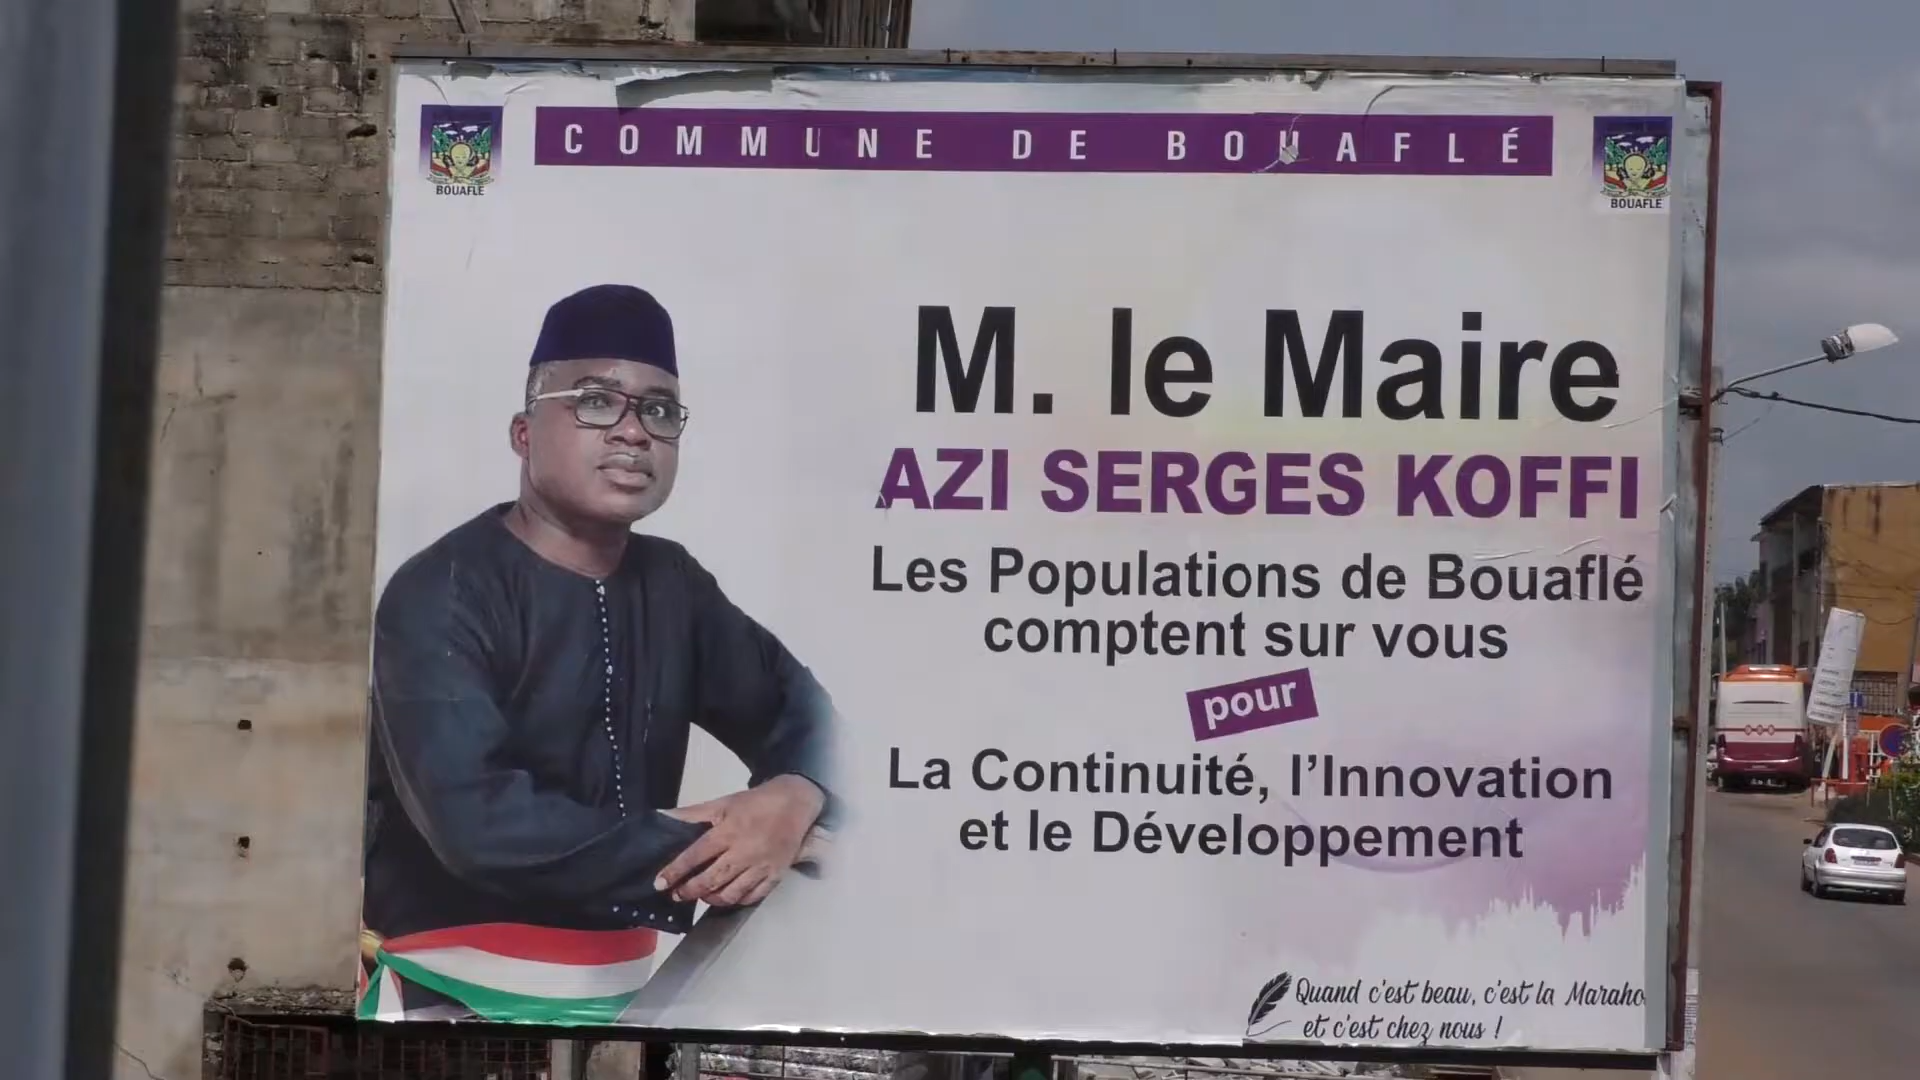 COMMUNE DE BOUAFLÉ
BOUAFLE
BOUAFLE
M. le Maire
AZI SERGES KOFFI
Les Populations de Bouaflé
comptent sur vous
pour
La Continuité, l'Innovation
et le Développement
Quand c'est beau, c'est la Maraho
et c'est chez nous !